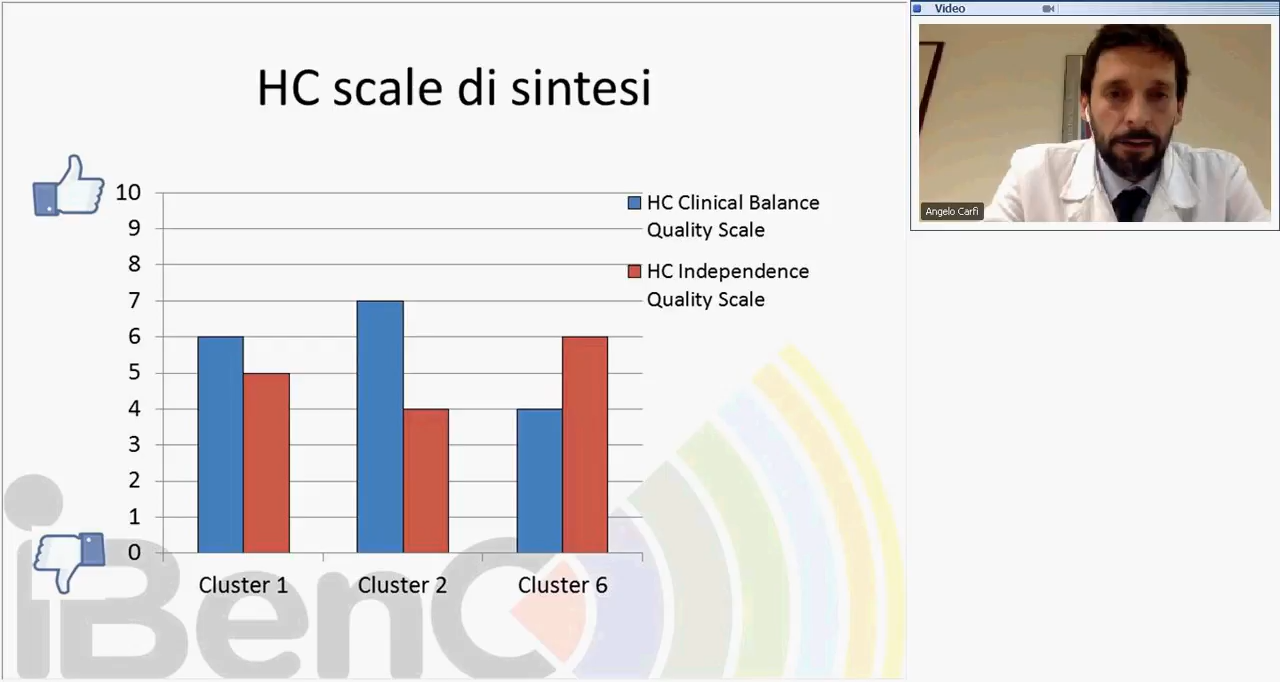 Video
Angelo Carfi
HC scale di sintesi
10
9
8
7
6
5
4
3
2
1
0
HC Clinical Balance
Quality Scale
HC Independence
Quality Scale
Cluster 1
Cluster 2
Cluster 6
iBenC